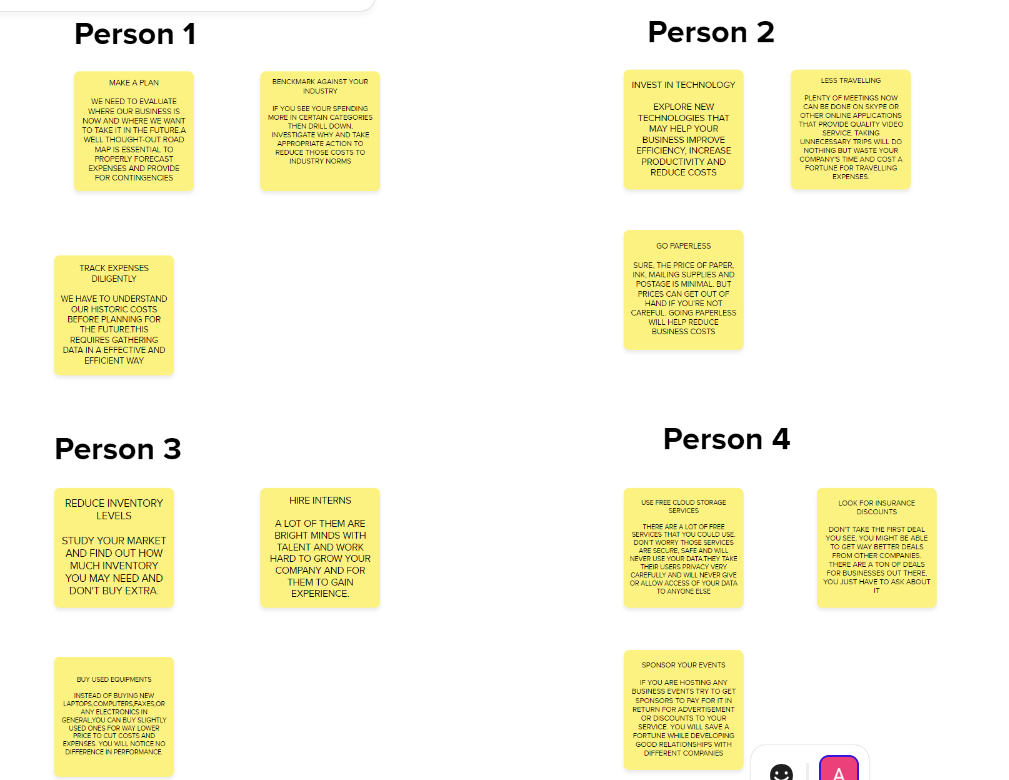 Person 1
MAKE A PLAN
WE NEED TO EVALUATE
WHERE OUR BUSINESS IS
NOW AND WHERE WE WANT
TO TAKE IT IN THE FUTURE.A
WELL THOUGHT-OUT ROAD
MAP IS ESSENTIAL TO
PROPERLY FORECAST
EXPENSES AND PROVIDE
FOR CONTINGENCIES
BENCKMARK AGAINST YOUR
INDUSTRY
IF YOU SEE YOUR SPENDING
MORE IN CERTAIN CATEGORIES
THEN DRILL DOWN,
INVESTIGATE WHY AND TAKE
APPROPRIATE ACTION TO
REDUCE THOSE COSTS TO
INDUSTRY NORMS
TRACK EXPENSES
DILIGENTLY
WE HAVE TO UNDERSTAND
OUR HISTORIC COSTS
BEFORE PLANNING FOR
THE FUTURE.THIS
REQUIRES GATHERING
DATA IN A EFFECTIVE AND
EFFICIENT WAY
Person 2
INVEST IN TECHNOLOGY
EXPLORE NEW
TECHNOLOGIES THAT
MAY HELP YOUR
BUSINESS IMPROVE
EFFICIENCY, INCREASE
PRODUCTIVITY AND
REDUCE COSTS
LESS TRAVELLING
PLENTY OF MEETINGS NOW
CAN BE DONE ON SKYPE OR
OTHER ONLINE APPLICATIONS
THAT PROVIDE QUALITY VIDEO
SERVICE. TAKING
UNNECESSARY TRIPS WILL DO
NOTHING BUT WASTE YOUR
COMPANY'S TIME AND COST A
FORTUNE FOR TRAVELLING
EXPENSES.
GO PAPERLESS
SURE, THE PRICE OF PAPER,
INK, MAILING SUPPLIES AND
POSTAGE IS MINIMAL. BUT
PRICES CAN GET OUT OF
HAND IF YOU'RE NOT
CAREFUL. GOING PAPERLESS
WILL HELP REDUCE
BUSINESS COSTS
Person 3
REDUCE INVENTORY
LEVELS
STUDY YOUR MARKET
AND FIND OUT HOW
MUCH INVENTORY
YOU MAY NEED AND
DON'T BUY EXTRA.
HIRE INTERNS
A LOT OF THEM ARE
BRIGHT MINDS WITH
TALENT AND WORK
HARD TO GROW YOUR
COMPANY AND FOR
THEM TO GAIN
EXPERIENCE.
BUY USED EQUIPMENTS
INSTEAD OF BUYING NEW
LAPTOPS,COMPUTERS,FAXES,OR
ANY ELECTRONICS IN
GENERAL,YOU CAN BUY SLIGHTLY
USED ONES FOR WAY LOWER
PRICE TO CUT COSTS AND
EXPENSES. YOU WILL NOTICE NO
DIFFERENCE IN PERFORMANCE.
Person 4
USE FREE CLOUD STORAGE
SERVICES
THERE ARE A LOT OF FREE
SERVICES THAT YOU COULD USE.
DON'T WORRY THOSE SERVICES
ARE SECURE, SAFE AND WILL
NEVER USE YOUR DATA.THEY TAKE
THEIR USERS PRIVACY VERY
CAREFULLY AND WILL NEVER GIVE
OR ALLOW ACCESS OF YOUR DATA
TO ANYONE ELSE
LOOK FOR INSURANCE
DISCOUNTS
DON'T TAKE THE FIRST DEAL
YOU SEE, YOU MIGHT BE ABLE
TO GET WAY BETTER DEALS
FROM OTHER COMPANIES.
THERE ARE A TON OF DEALS
FOR BUSINESSES OUT THERE,
YOU JUST HAVE TO ASK ABOUT
IT
SPONSOR YOUR EVENTS
IF YOU ARE HOSTING ANY
BUSINESS EVENTS TRY TO GET
SPONSORS TO PAY FOR IT IN
RETURN FOR ADVERTISEMENT
OR DISCOUNTS TO YOUR
SERVICE. YOU WILL SAVE A
FORTUNE WHILE DEVELOPING
GOOD RELATIONSHIPS WITH
DIFFERENT COMPANIES
A